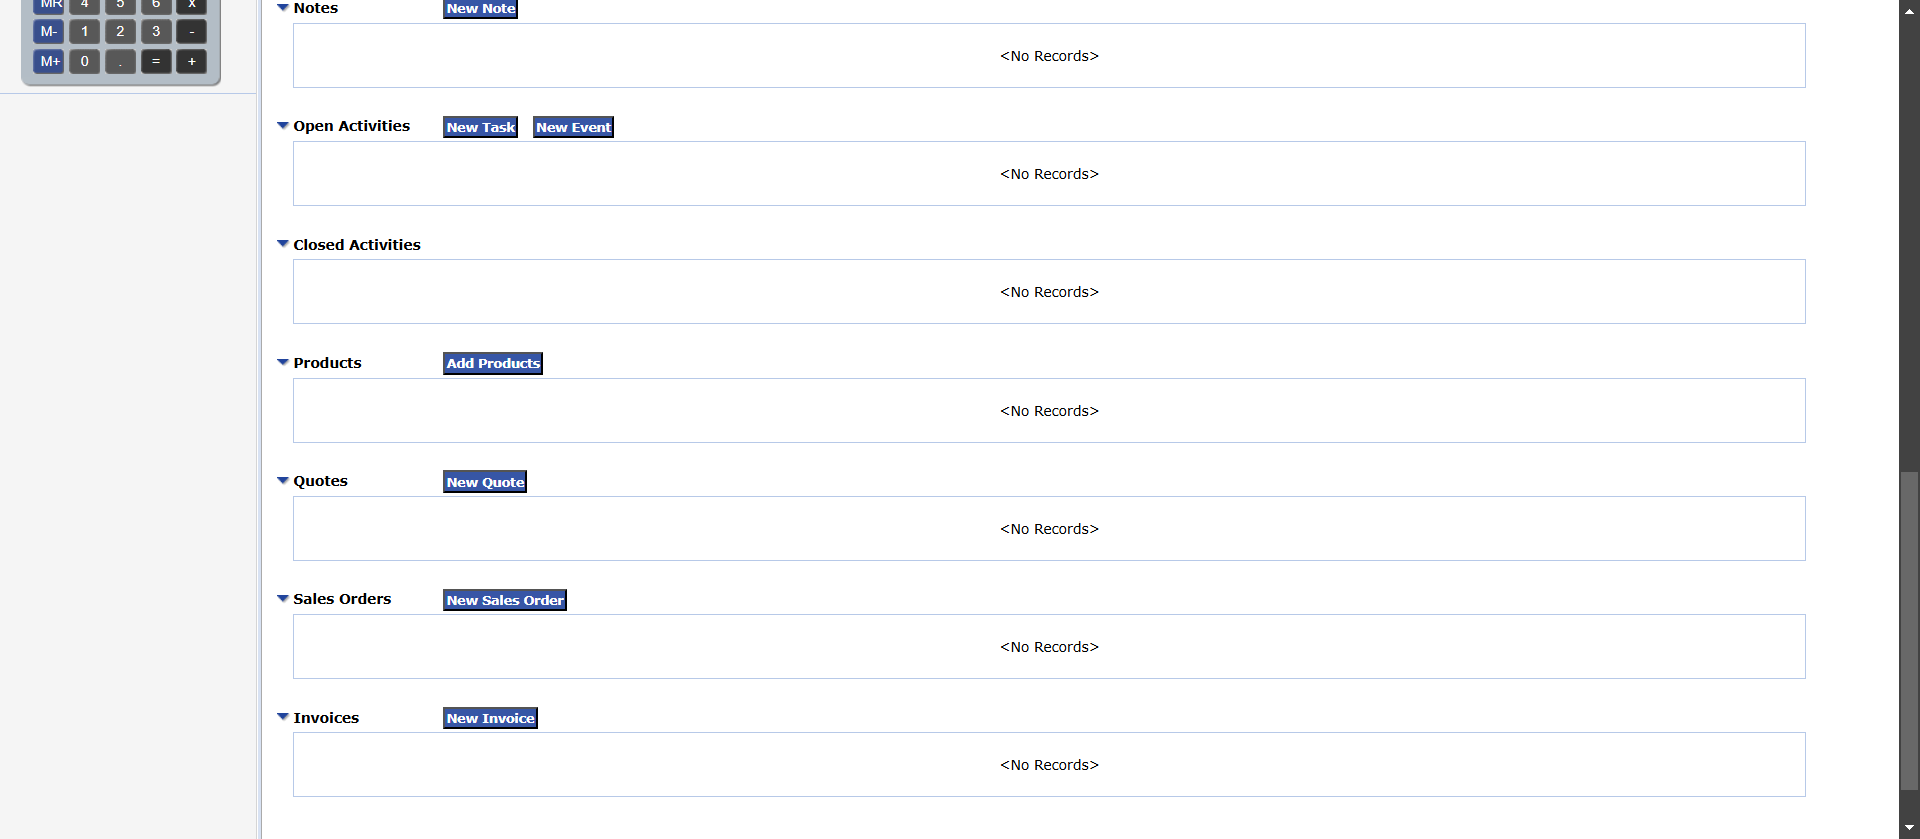 MR 4 5 6 x
M- 1 2 3 -
M+ 0 . = +
Notes New Note
<No Records>
Open Activities New Task New Event
<No Records>
Closed Activities
<No Records>
Products Add Products
<No Records>
Quotes New Quote
<No Records>
Sales Orders New Sales Order
<No Records>
Invoices New Invoice
<No Records>